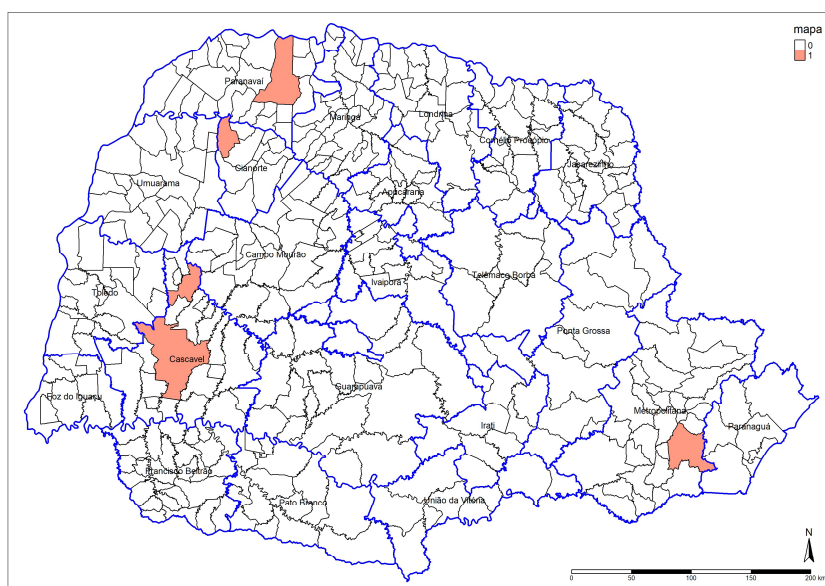 mapa
0
1
Paranavaí
Maringá
Londrina
Cornélio Procópio
Jacarezinho
Cianorte
Umuarama
Apucarana
Campo Mourão
Ivaiporã
Telêmaco Borba
Toledo
Ponta Grossa
Cascavel
Guarapuava
Foz do Iguaçu
Metropolitana
Irati
Paranaguá
Francisco Beltrão
Pato Branco
União da Vitória
N
0 50 100 150 200 km